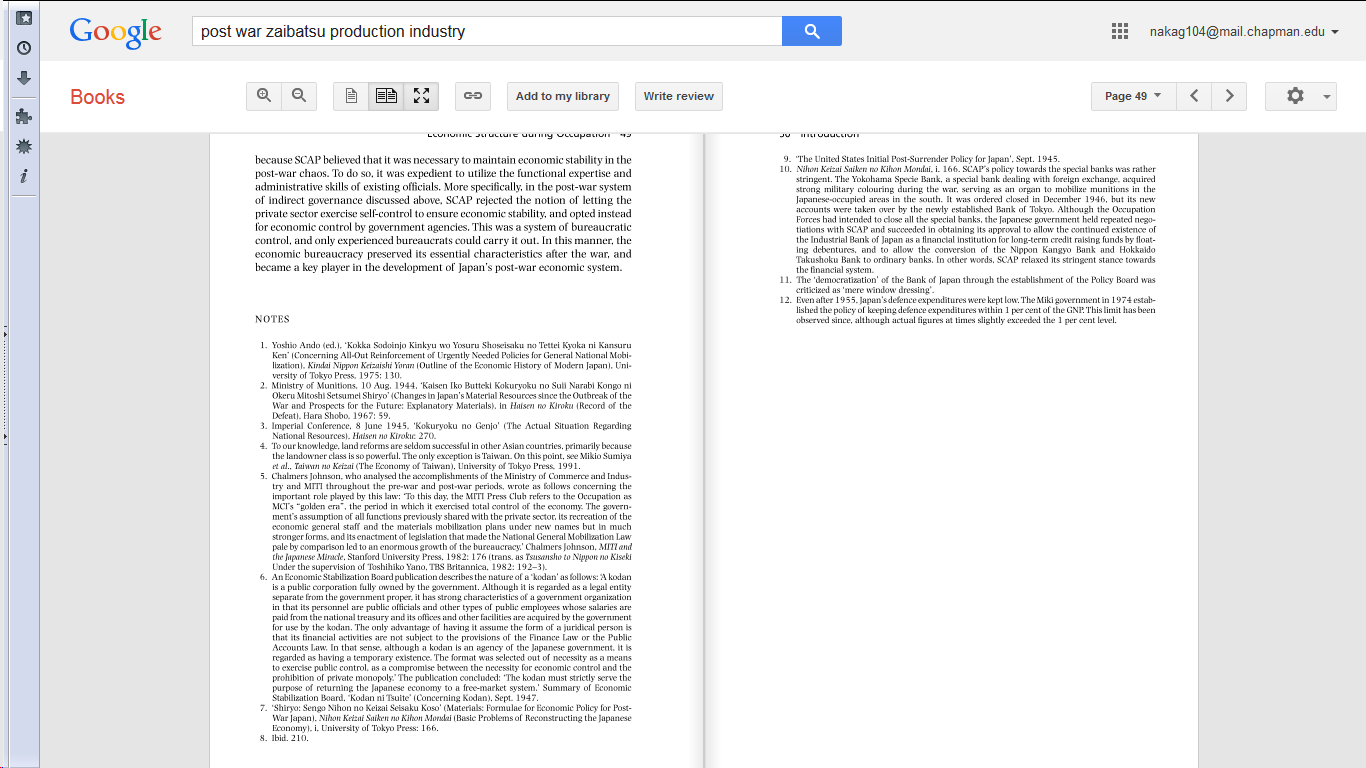 Google
post war zaibatsu production industry
nakag104@mail.chapman.edu
Books
Add to my library
Write review
Page 49
Economic Structure during Occupation 49
because SCAP believed that it was necessary to maintain economic stability in the
post-war chaos. To do so, it was expedient to utilize the functional expertise and
administrative skills of existing officials. More specifically, in the post-war system
of indirect governance discussed above, SCAP rejected the notion of letting the
private sector exercise self-control to ensure economic stability, and opted instead
for economic control by government agencies. This was a system of bureaucratic
control, and only experienced bureaucrats could carry it out. In this manner, the
economic bureaucracy preserved its essential characteristics after the war, and
became a key player in the development of Japan's post-war economic system.
NOTES
1. Yoshio Ando (ed.), 'Kokka Sodoinjo Kinkyu wo Yosuru Shoseisaku no Tettei Kyoka ni Kansuru
Ken' (Concerning All-Out Reinforcement of Urgently Needed Policies for General National Mobi-
lization), Kindai Nippon Keizaishi Yoran (Outline of the Economic History of Modern Japan), Uni-
versity of Tokyo Press, 1975: 130.
2. Ministry of Munitions, 10 Aug. 1944, 'Kaisen Iko Butteki Kokuryoku no Suii Narabi Kongo ni
Okeru Mitoshi Setsumei Shiryo' (Changes in Japan's Material Resources since the Outbreak of the
War and Prospects for the Future: Explanatory Materials), in Haisen no Kiroku (Record of the
Defeat), Hara Shobo, 1967: 59.
3. Imperial Conference, 8 June 1945, 'Kokuryoku no Genjo' (The Actual Situation Regarding
National Resources), Haisen no Kiroku: 270.
4. To our knowledge, land reforms are seldom successful in other Asian countries, primarily because
the landowner class is so powerful. The only exception is Taiwan. On this point, see Mikio Sumiya
et al., Taiwan no Keizai (The Economy of Taiwan), University of Tokyo Press, 1991.
5. Chalmers Johnson, who analysed the accomplishments of the Ministry of Commerce and Indus-
try and MITI throughout the pre-war and post-war periods, wrote as follows concerning the
important role played by this law: 'To this day, the MITI Press Club refers to the Occupation as
MCI's "golden era", the period in which it exercised total control of the economy. The govern-
ment's assumption of all functions previously shared with the private sector, its recreation of the
economic general staff and the materials mobilization plans under new names but in much
stronger forms, and its enactment of legislation that made the National General Mobilization Law
pale by comparison led to an enormous growth of the bureaucracy.' Chalmers Johnson, MITI and
the Japanese Miracle, Stanford University Press, 1982: 176 (trans. as Tsusansho to Nippon no Kiseki
Under the supervision of Toshihiko Yano, TBS Britannica, 1982: 192–3).
6. An Economic Stabilization Board publication describes the nature of a 'kodan' as follows: 'A kodan
is a public corporation fully owned by the government. Although it is regarded as a legal entity
separate from the government proper, it has strong characteristics of a government organization
in that its personnel are public officials and other types of public employees whose salaries are
paid from the national treasury and its offices and other facilities are acquired by the government
for use by the kodan. The only advantage of having it assume the form of a juridical person is
that its financial activities are not subject to the provisions of the Finance Law or the Public
Accounts Law. In that sense, although a kodan is an agency of the Japanese government, it is
regarded as having a temporary existence. The format was selected out of necessity as a means
to exercise public control, as a compromise between the necessity for economic control and the
prohibition of private monopoly.' The publication concluded: 'The kodan must strictly serve the
purpose of returning the Japanese economy to a free-market system.' Summary of Economic
Stabilization Board, 'Kodan ni Tsuite' (Concerning Kodan), Sept. 1947.
7. 'Shiryo: Sengo Nihon no Keizai Seisaku Koso' (Materials: Formulae for Economic Policy for Post-
War Japan), Nihon Keizai Saiken no Kihon Mondai (Basic Problems of Reconstructing the Japanese
Economy), i, University of Tokyo Press: 166.
8. Ibid. 210.
50 Introduction
9. 'The United States Initial Post-Surrender Policy for Japan', Sept. 1945.
10. Nihon Keizai Saiken no Kihon Mondai, i. 166. SCAP's policy towards the special banks was rather
stringent. The Yokohama Specie Bank, a special bank dealing with foreign exchange, acquired
strong military colouring during the war, serving as an organ to mobilize munitions in the
Japanese-occupied areas in the south. It was ordered closed in December 1946, but its new
accounts were taken over by the newly established Bank of Tokyo. Although the Occupation
Forces had intended to close all the special banks, the Japanese government held repeated nego-
tiations with SCAP and succeeded in obtaining its approval to allow the continued existence of
the Industrial Bank of Japan as a financial institution for long-term credit raising funds by float-
ing debentures, and to allow the conversion of the Nippon Kangyo Bank and Hokkaido
Takushoku Bank to ordinary banks. In other words, SCAP relaxed its stringent stance towards
the financial system.
11. The 'democratization' of the Bank of Japan through the establishment of the Policy Board was
criticized as 'mere window dressing'.
12. Even after 1955, Japan's defence expenditures were kept low. The Miki government in 1974 estab-
lished the policy of keeping defence expenditures within 1 per cent of the GNP. This limit has been
observed since, although actual figures at times slightly exceeded the 1 per cent level.